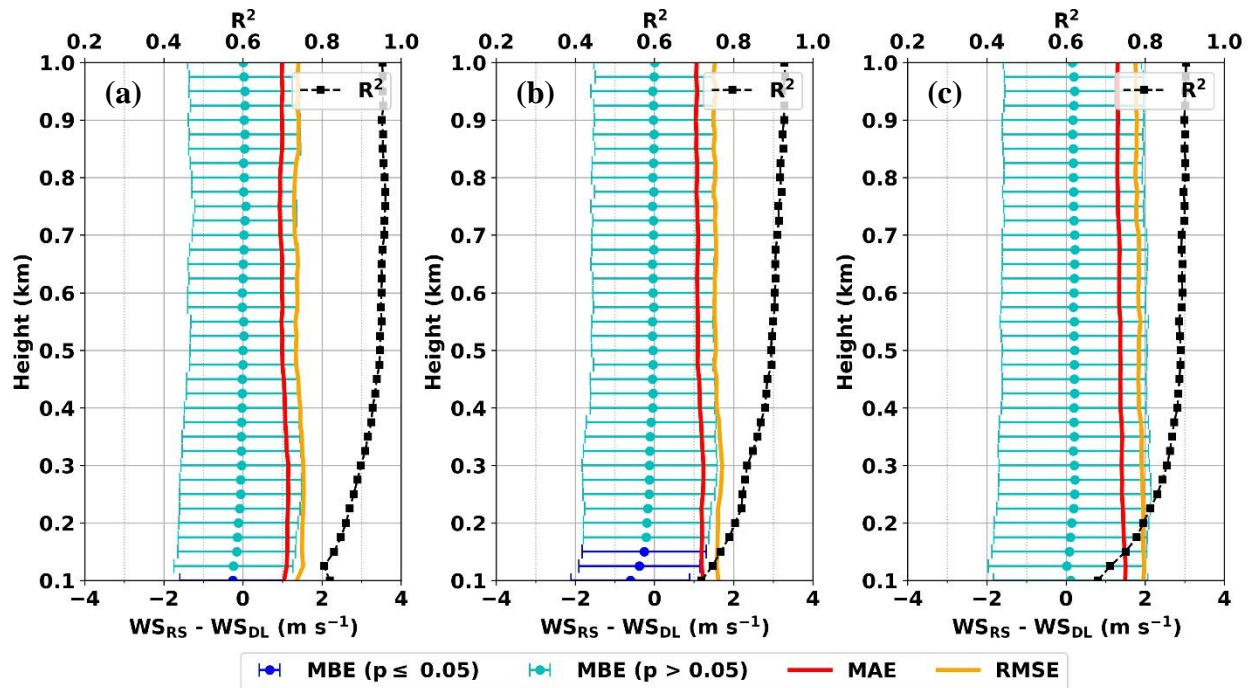 R²
R²
R²
0.2 0.4 0.6 0.8 1.0
0.2 0.4 0.6 0.8 1.0
0.2 0.4 0.6 0.8 1.0
(a)
R²
(b)
R²
(c)
R²
Height (km)
1.0
0.9
0.8
0.7
0.6
0.5
0.4
0.3
0.2
0.1
Height (km)
1.0
0.9
0.8
0.7
0.6
0.5
0.4
0.3
0.2
0.1
Height (km)
1.0
0.9
0.8
0.7
0.6
0.5
0.4
0.3
0.2
0.1
−4 −2 0 2 4
−4 −2 0 2 4
−4 −2 0 2 4
WS_RS - WS_DL (m s⁻¹)
WS_RS - WS_DL (m s⁻¹)
WS_RS - WS_DL (m s⁻¹)
MBE (p ≤ 0.05) MBE (p > 0.05) MAE RMSE